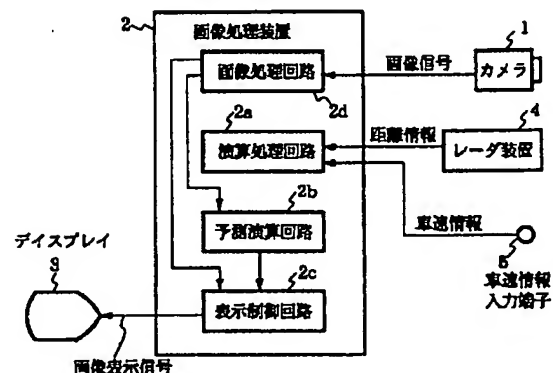 2
画像処理装置
画像処理回路
2d
画像信号
1
カメラ
2a
演算処理回路
距離情報
4
レーダ装置
2b
予測演算回路
車速情報
5
車速情報
入力端子
ディスプレイ
3
2c
表示制御回路
画像表示信号